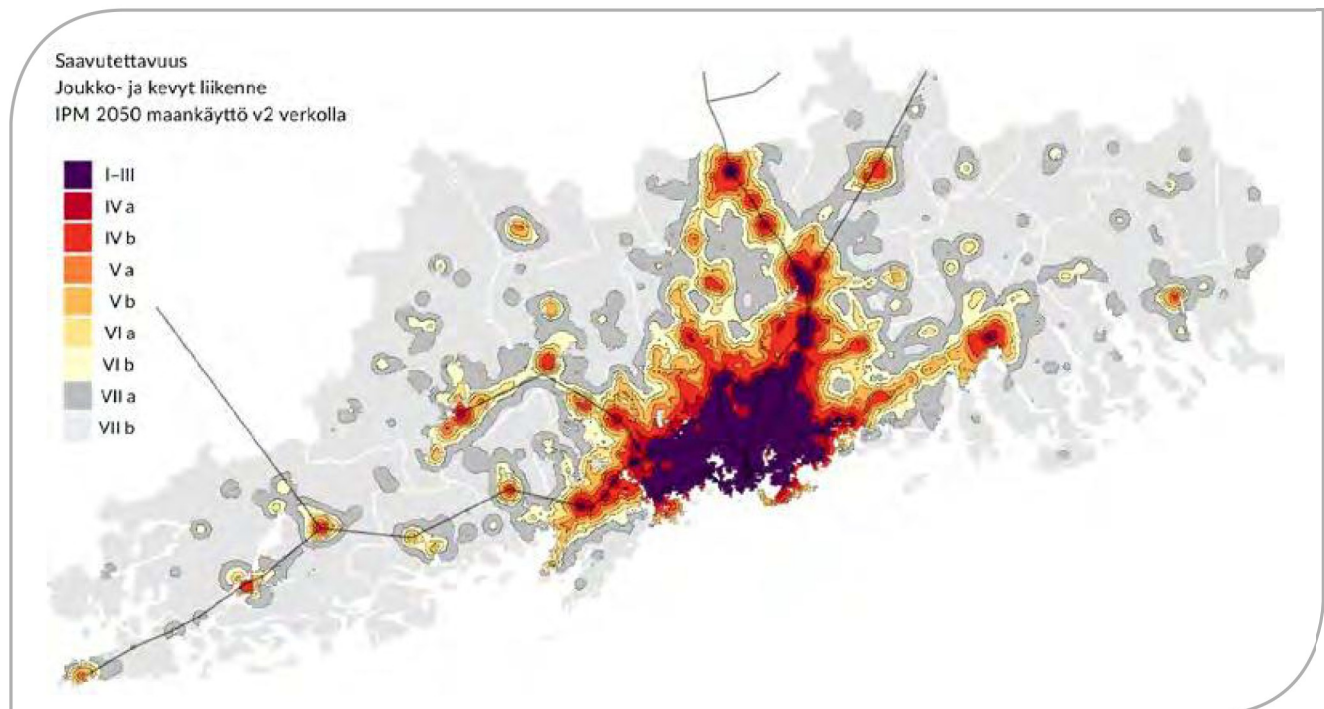 Saavutettavuus
Joukko- ja kevyt liikenne
IPM 2050 maankäyttö v2 verkolla
I–III
IV a
IV b
V a
V b
VI a
VI b
VII a
VII b